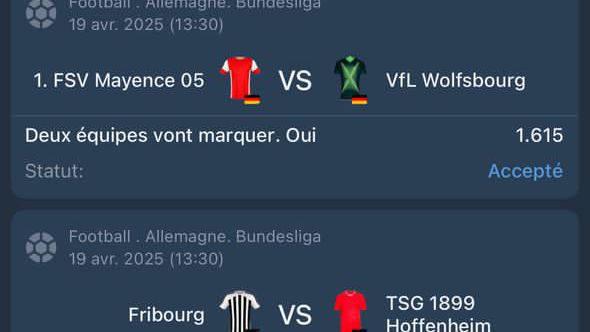 Football . Allemagne. Bundesliga
19 avr. 2025 (13:30)
1. FSV Mayence 05 VS VfL Wolfsbourg
Deux équipes vont marquer. Oui 1.615
Statut: Accepté
Football . Allemagne. Bundesliga
19 avr. 2025 (13:30)
Fribourg VS TSG 1899
Hoffenheim